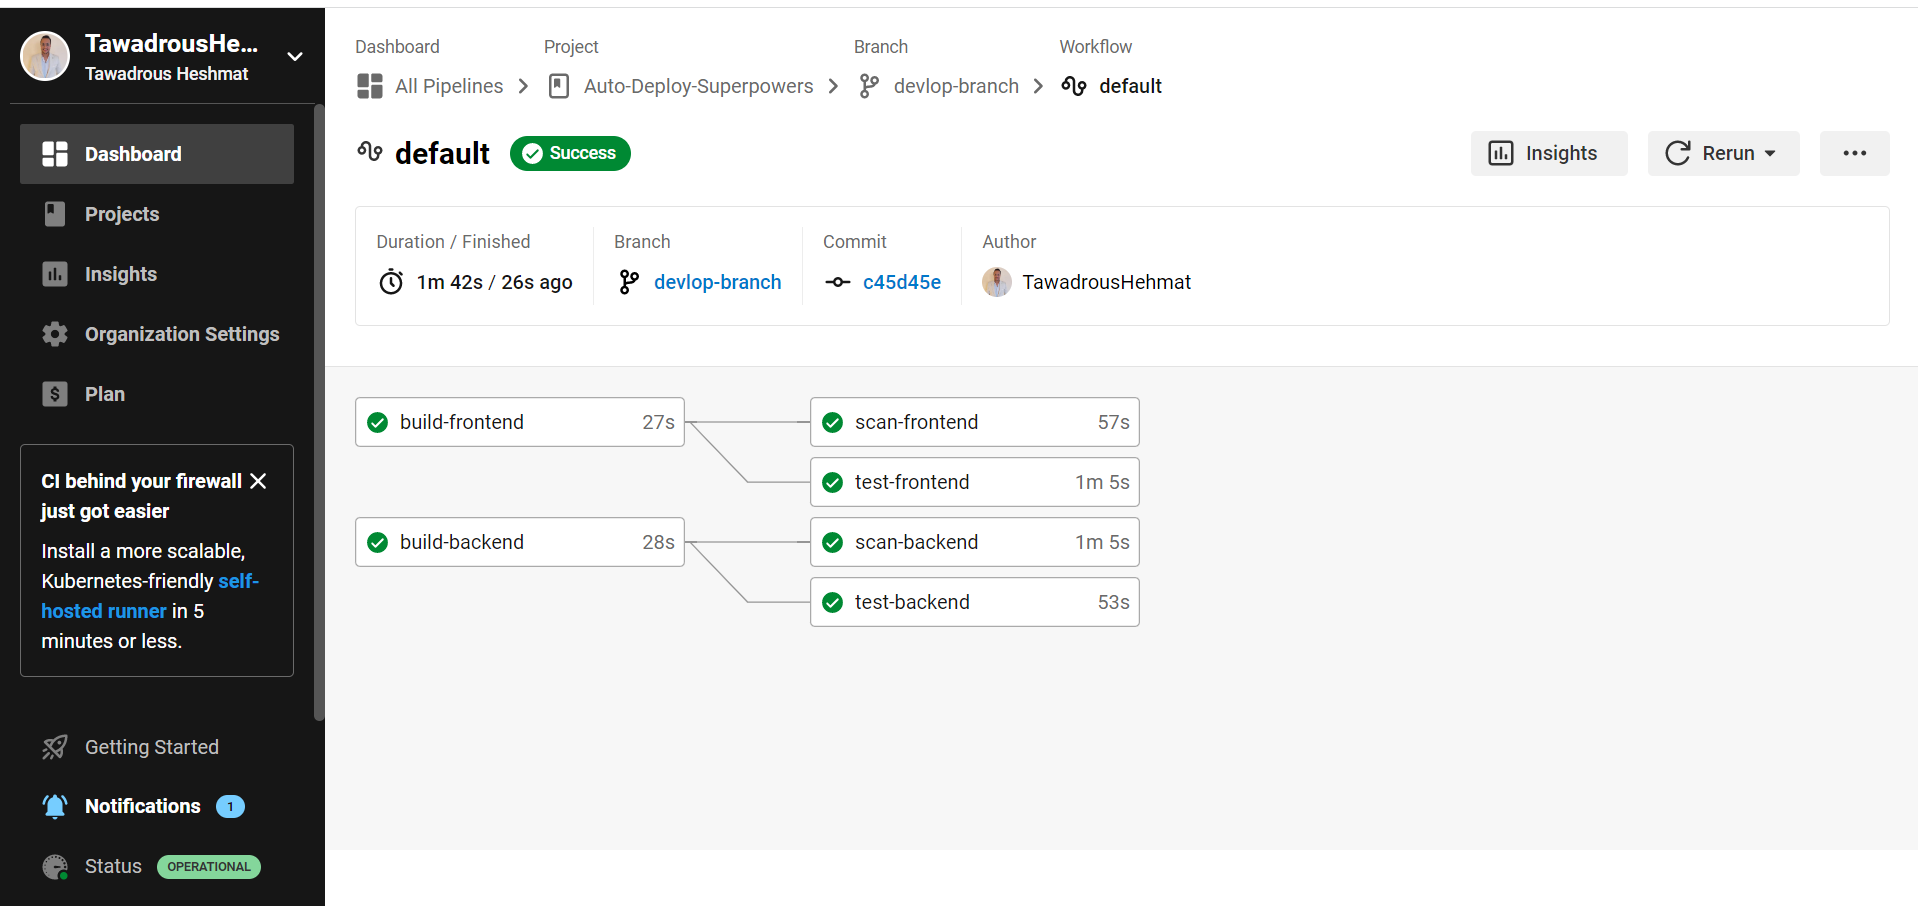 TawadrousHe...
Tawadrous Heshmat
Dashboard
Projects
Insights
Organization Settings
Plan
CI behind your firewall
just got easier
Install a more scalable,
Kubernetes-friendly self-
hosted runner in 5
minutes or less.
Getting Started
Notifications 1
Status OPERATIONAL
Dashboard Project Branch Workflow
All Pipelines Auto-Deploy-Superpowers devlop-branch default
default Success Insights Rerun
Duration / Finished Branch Commit Author
1m 42s / 26s ago devlop-branch c45d45e TawadrousHehmat
build-frontend 27s scan-frontend 57s
test-frontend 1m 5s
build-backend 28s scan-backend 1m 5s
test-backend 53s